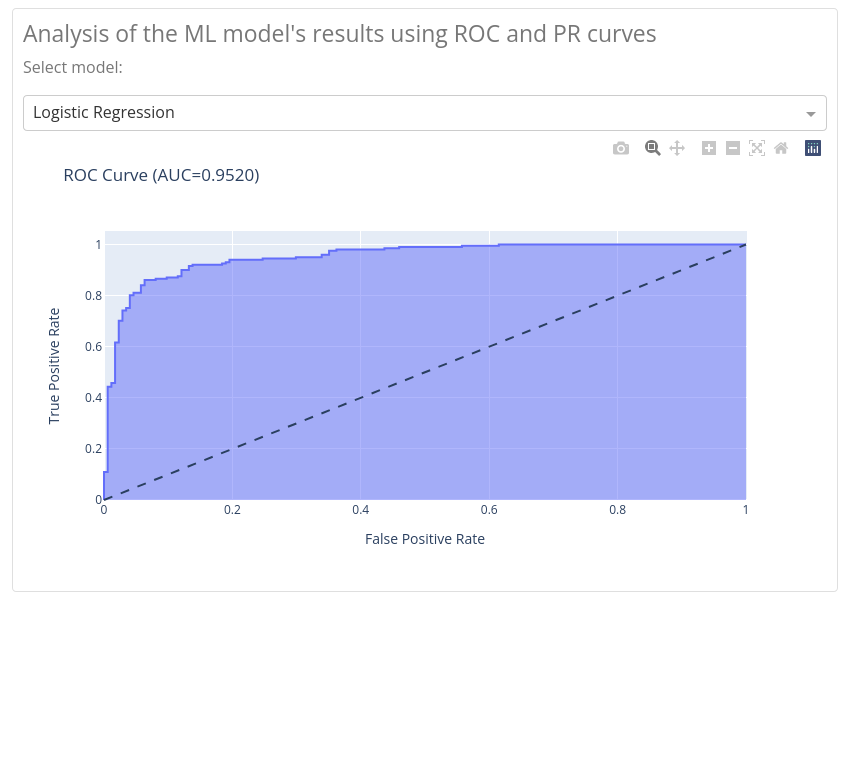 Analysis of the ML model's results using ROC and PR curves
Select model:
Logistic Regression
ROC Curve (AUC=0.9520)
1
0.8
0.6
0.4
0.2
0
True Positive Rate
0 0.2 0.4 0.6 0.8 1
False Positive Rate